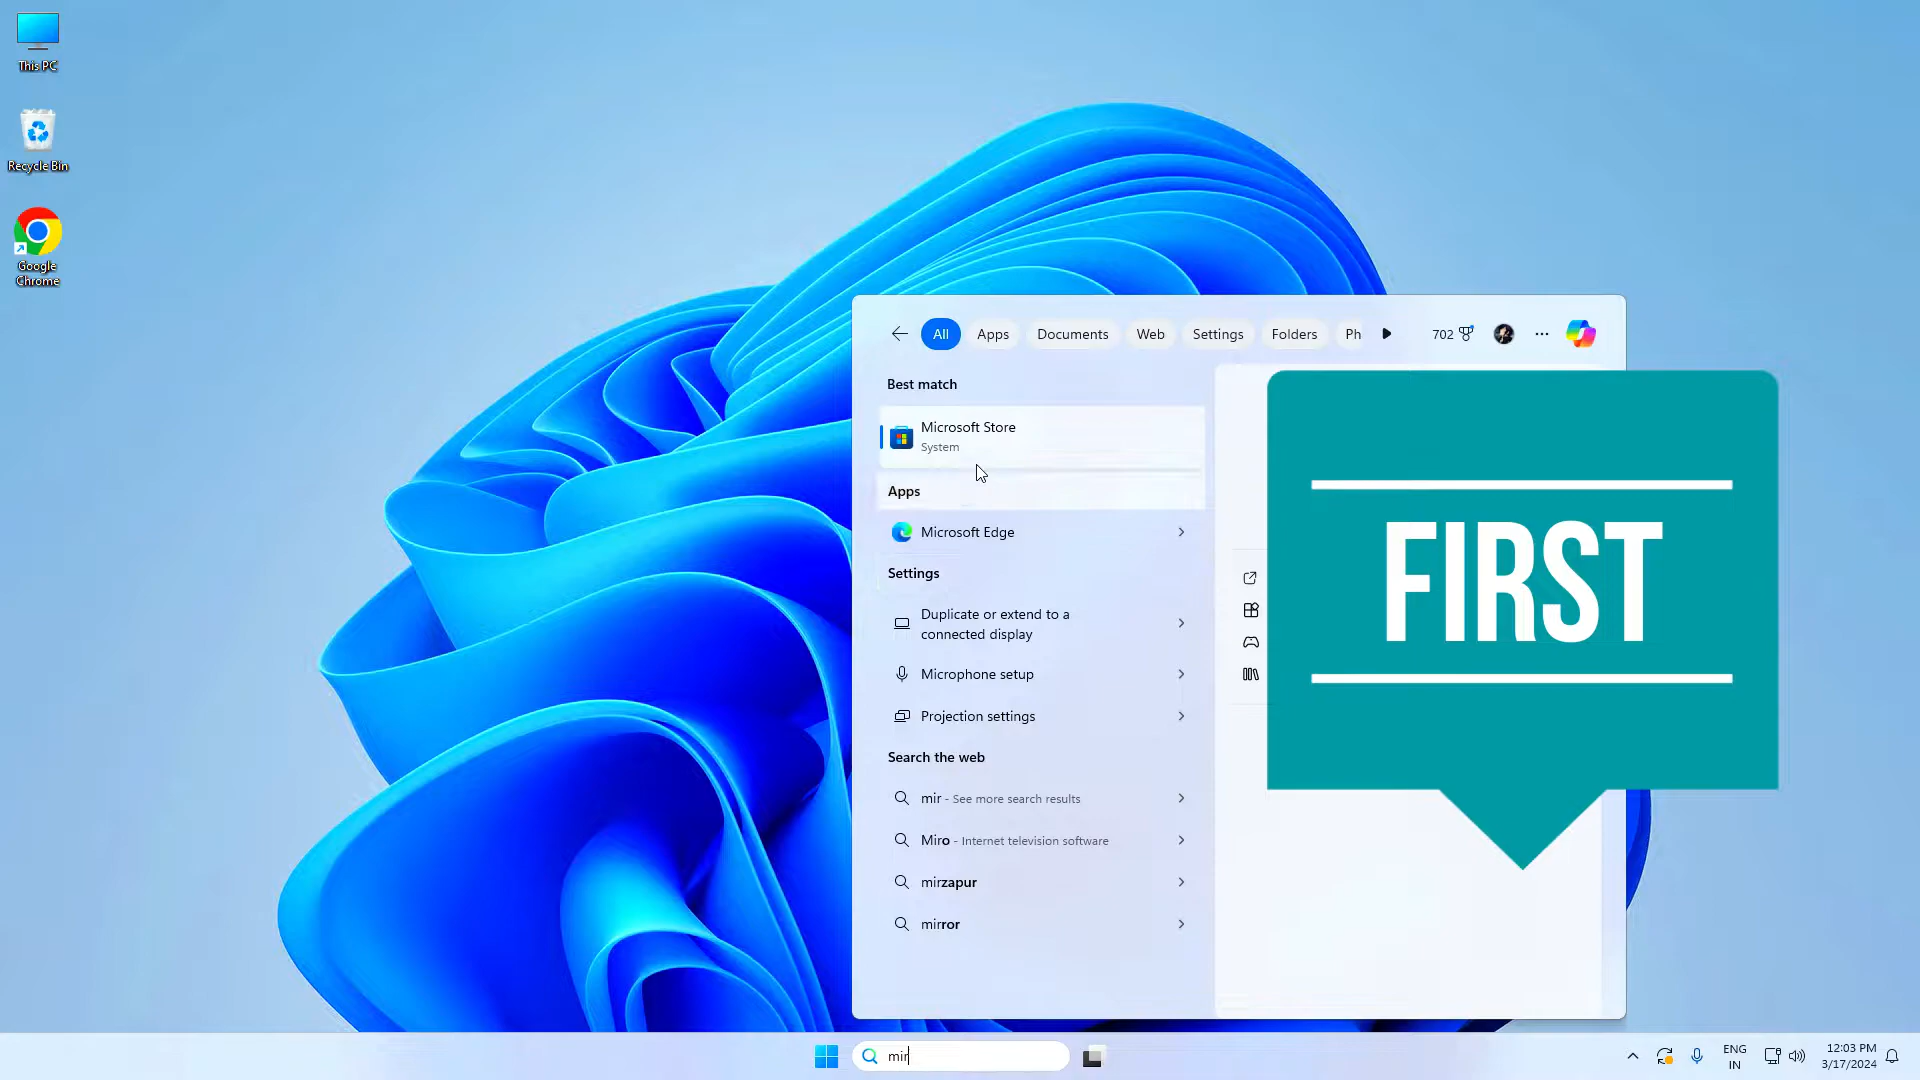 This PC
Recycle Bin
Google
Chrome
All
Apps
Documents
Web
Settings
Folders
Ph
702
Best match
Microsoft Store
System
Apps
Microsoft Edge
Settings
Duplicate or extend to a
connected display
Microphone setup
Projection settings
Search the web
mir - See more search results
Miro - Internet television software
mirzapur
mirror
FIRST
mir
ENG
IN
12:03 PM
3/17/2024